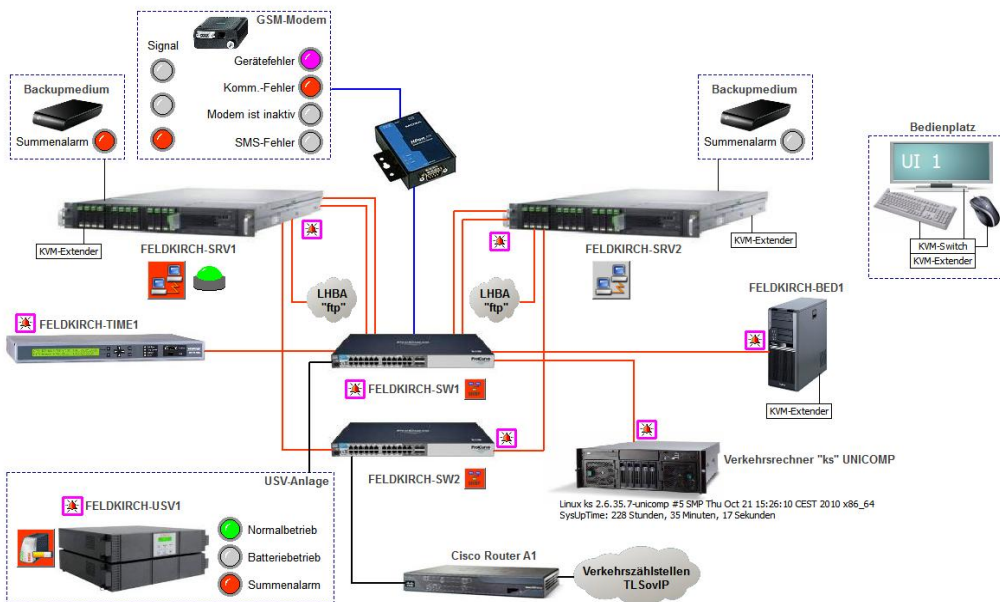 GSM-Modem
Signal
Gerätefehler
Komm.-Fehler
Modem ist inaktiv
SMS-Fehler
Backupmedium
Summenalarm
Backupmedium
Summenalarm
Bedienplatz
UI 1
KVM-Switch
KVM-Extender
KVM-Extender
FELDKIRCH-SRV1
FELDKIRCH-SRV2
KVM-Extender
LHBA
"ftp"
LHBA
"ftp"
FELDKIRCH-BED1
KVM-Extender
FELDKIRCH-TIME1
FELDKIRCH-SW1
FELDKIRCH-SW2
Verkehrsrechner "ks" UNICOMP
Linux ks 2.6.35.7-unicomp #5 SMP Thu Oct 21 15:26:10 CEST 2010 x86_64
SysUpTime: 228 Stunden, 35 Minuten, 17 Sekunden
USV-Anlage
FELDKIRCH-USV1
Normalbetrieb
Batteriebetrieb
Summenalarm
Cisco Router A1
Verkehrszählstellen
TLSovIP